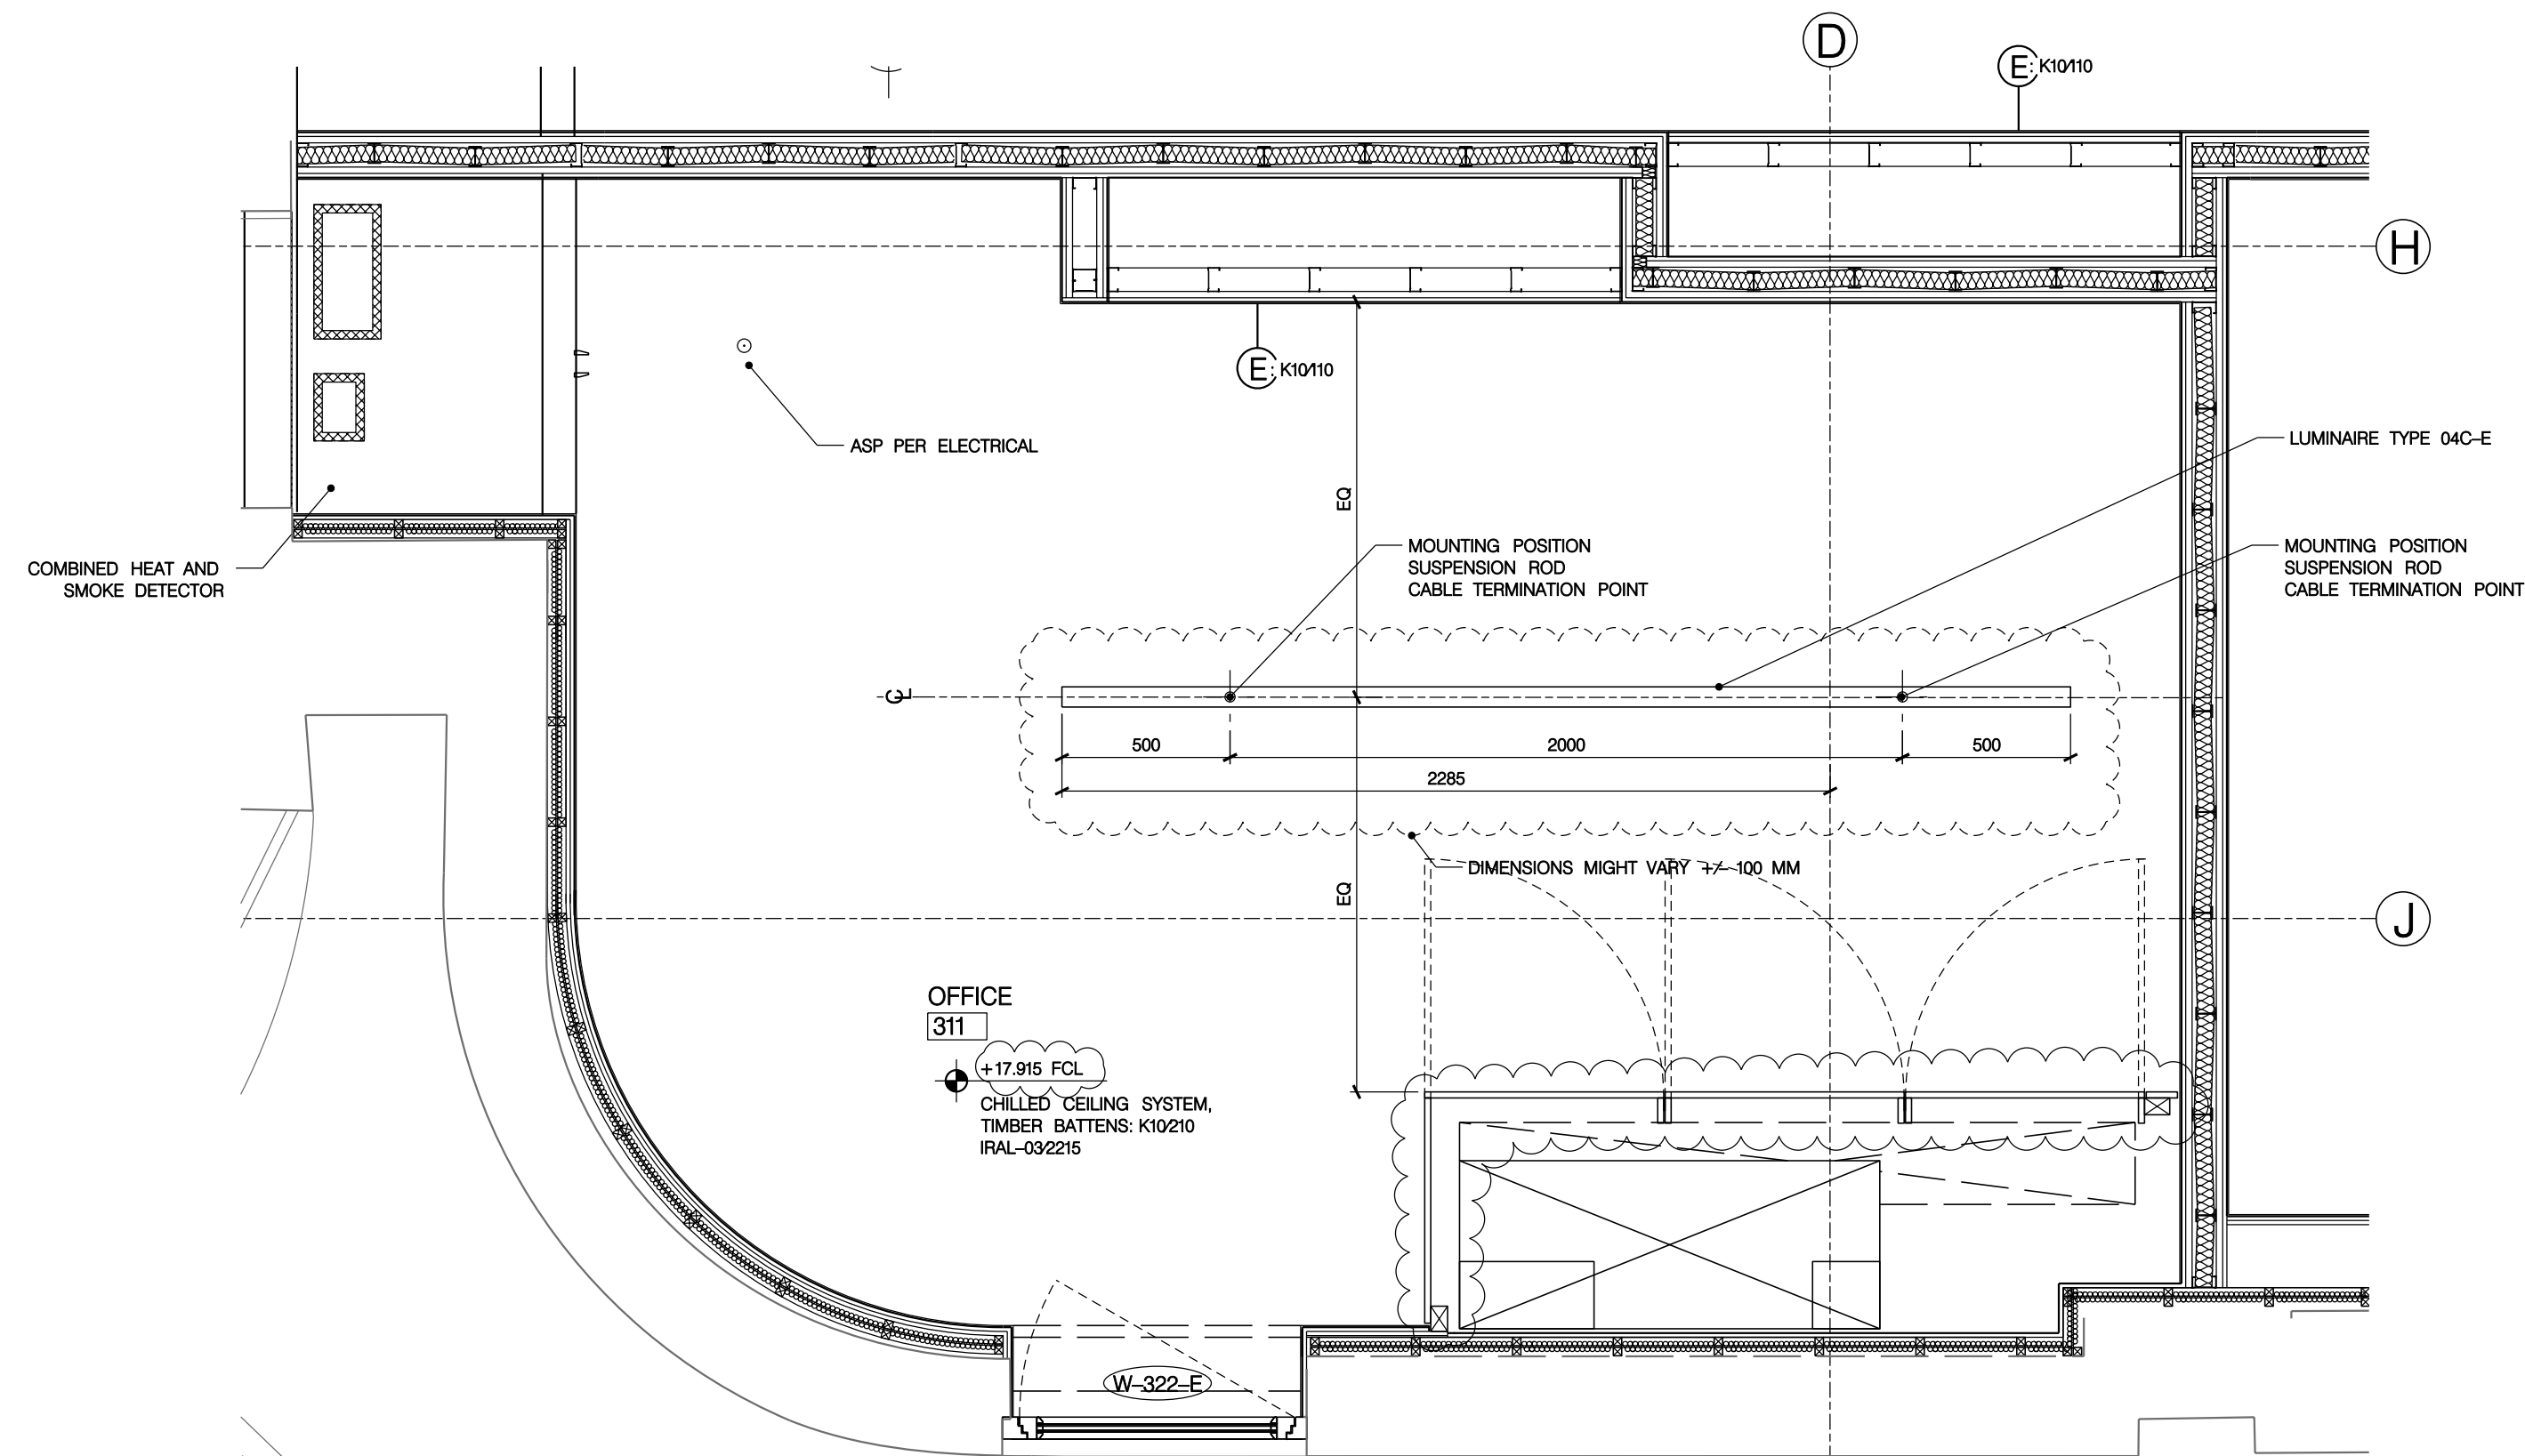 D
E: K10/110
H
E: K10/110
ASP PER ELECTRICAL
LUMINAIRE TYPE 04C-E
EQ
MOUNTING POSITION
SUSPENSION ROD
CABLE TERMINATION POINT
MOUNTING POSITION
SUSPENSION ROD
CABLE TERMINATION POINT
COMBINED HEAT AND
SMOKE DETECTOR
CL
500
2000
500
2285
DIMENSIONS MIGHT VARY +/- 100 MM
EQ
J
OFFICE
311
+17.915 FCL
CHILLED CEILING SYSTEM,
TIMBER BATTENS: K10/210
IRAL-03/2215
W-322-E